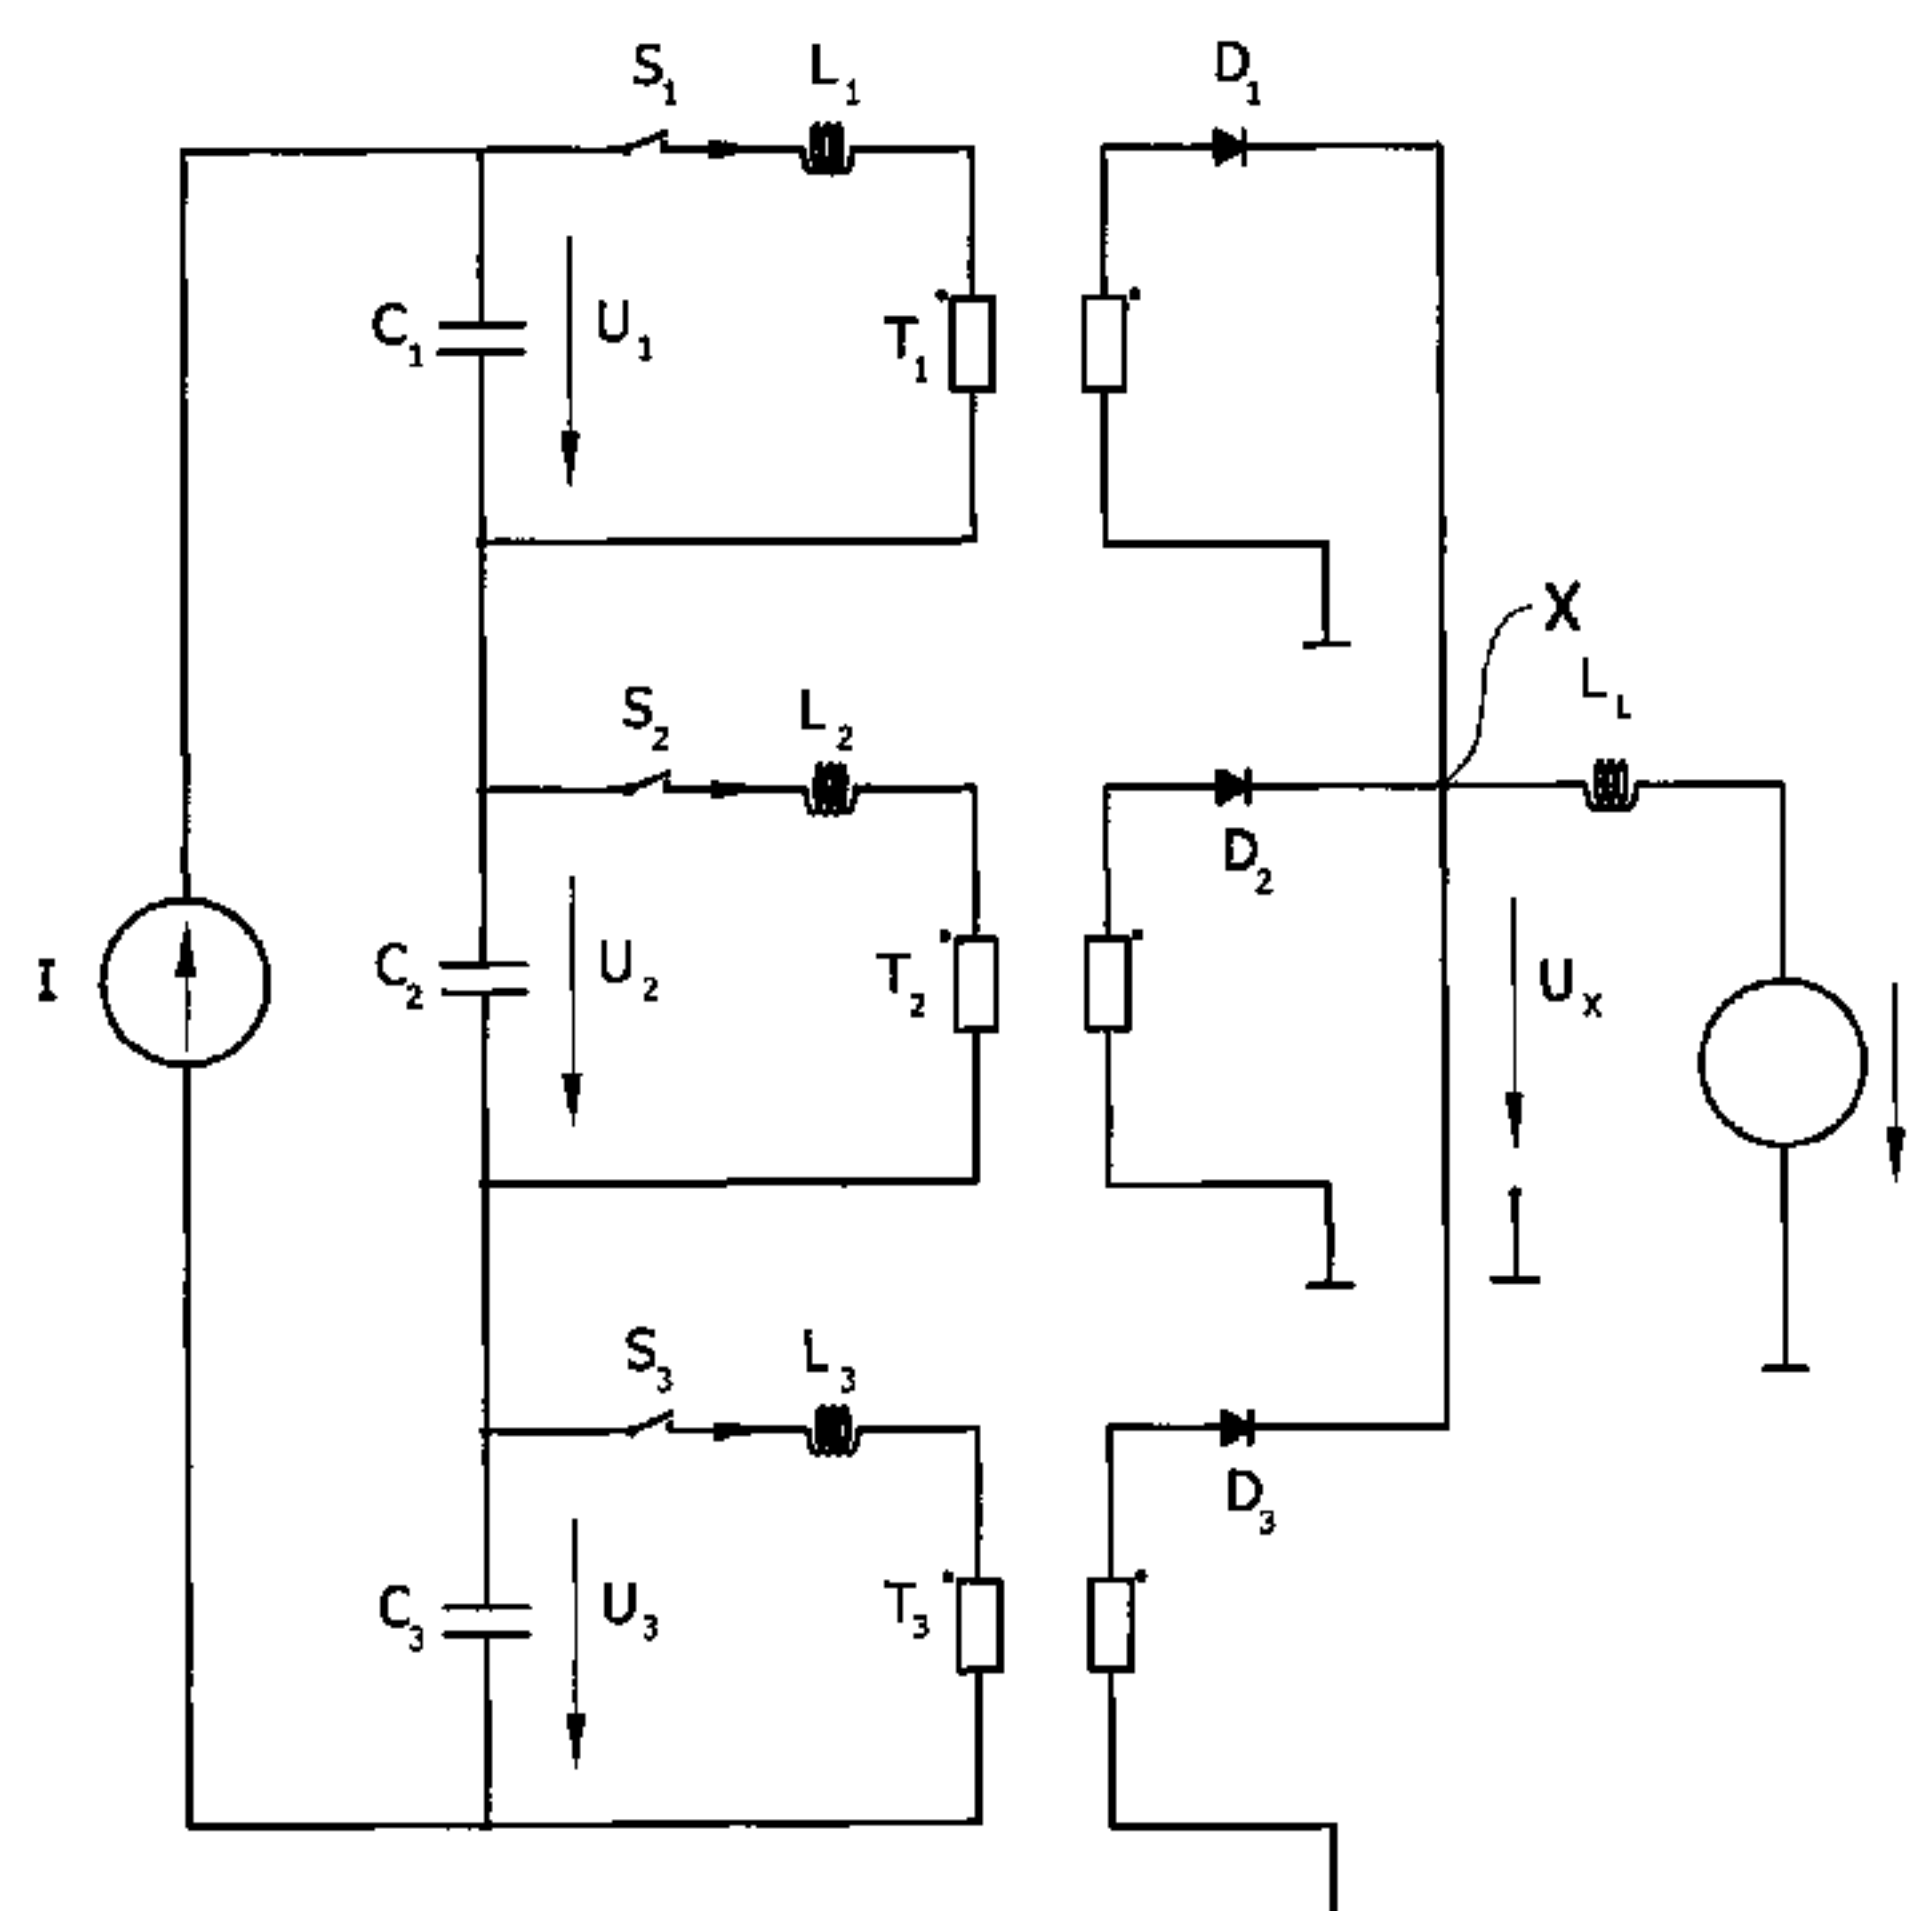 S1 L1 D1
C1 U1 T1
X
LL
S2 L2
D2
I C2 U2 T2 Ux
S3 L3
D3
C3 U3 T3